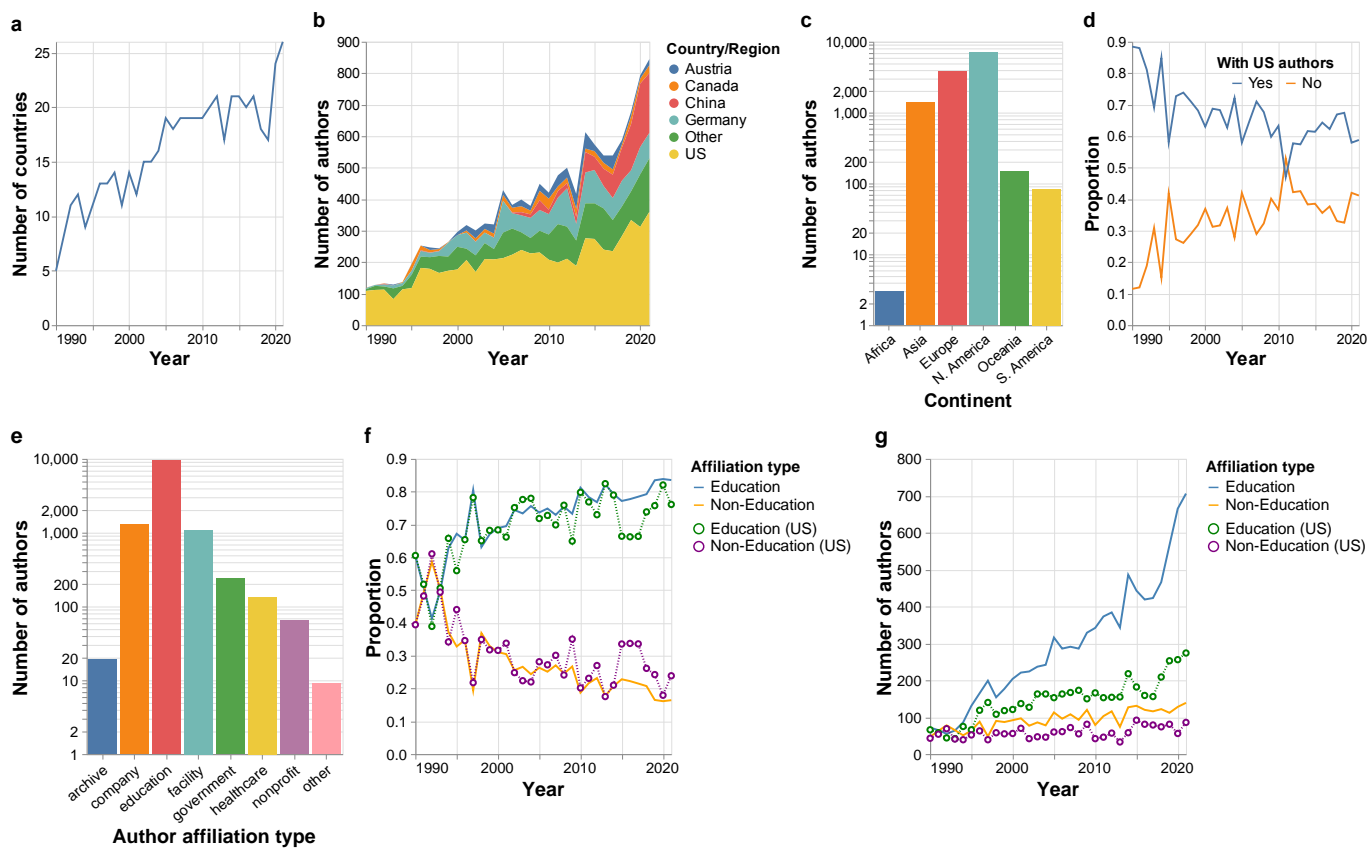 a
Number of countries
25
20
15
10
5
0
1990
2000
2010
2020
Year
b
Number of authors
900
800
700
600
500
400
300
200
100
0
1990
2000
2010
2020
Year
Country/Region
Austria
Canada
China
Germany
Other
US
c
Number of authors
10,000
1,000
200
100
20
10
2
1
Africa
Asia
Europe
N. America
Oceania
S. America
Continent
d
Proportion
0.9
0.8
0.7
0.6
0.5
0.4
0.3
0.2
0.1
0.0
With US authors
Yes
No
1990
2000
2010
2020
Year
e
Number of authors
10,000
1,000
200
100
20
10
2
1
archive
company
education
facility
government
healthcare
nonprofit
other
Author affiliation type
f
Proportion
0.9
0.8
0.7
0.6
0.5
0.4
0.3
0.2
0.1
0.0
1990
2000
2010
2020
Year
Affiliation type
Education
Non-Education
Education (US)
Non-Education (US)
g
Number of authors
800
700
600
500
400
300
200
100
0
1990
2000
2010
2020
Year
Affiliation type
Education
Non-Education
Education (US)
Non-Education (US)